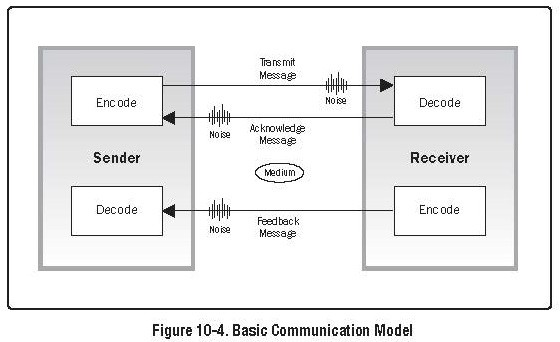 Transmit
Message
Encode
Noise
Decode
Noise
Acknowledge
Message
Sender
Receiver
Medium
Decode
Encode
Noise
Feedback
Message
Figure 10-4. Basic Communication Model